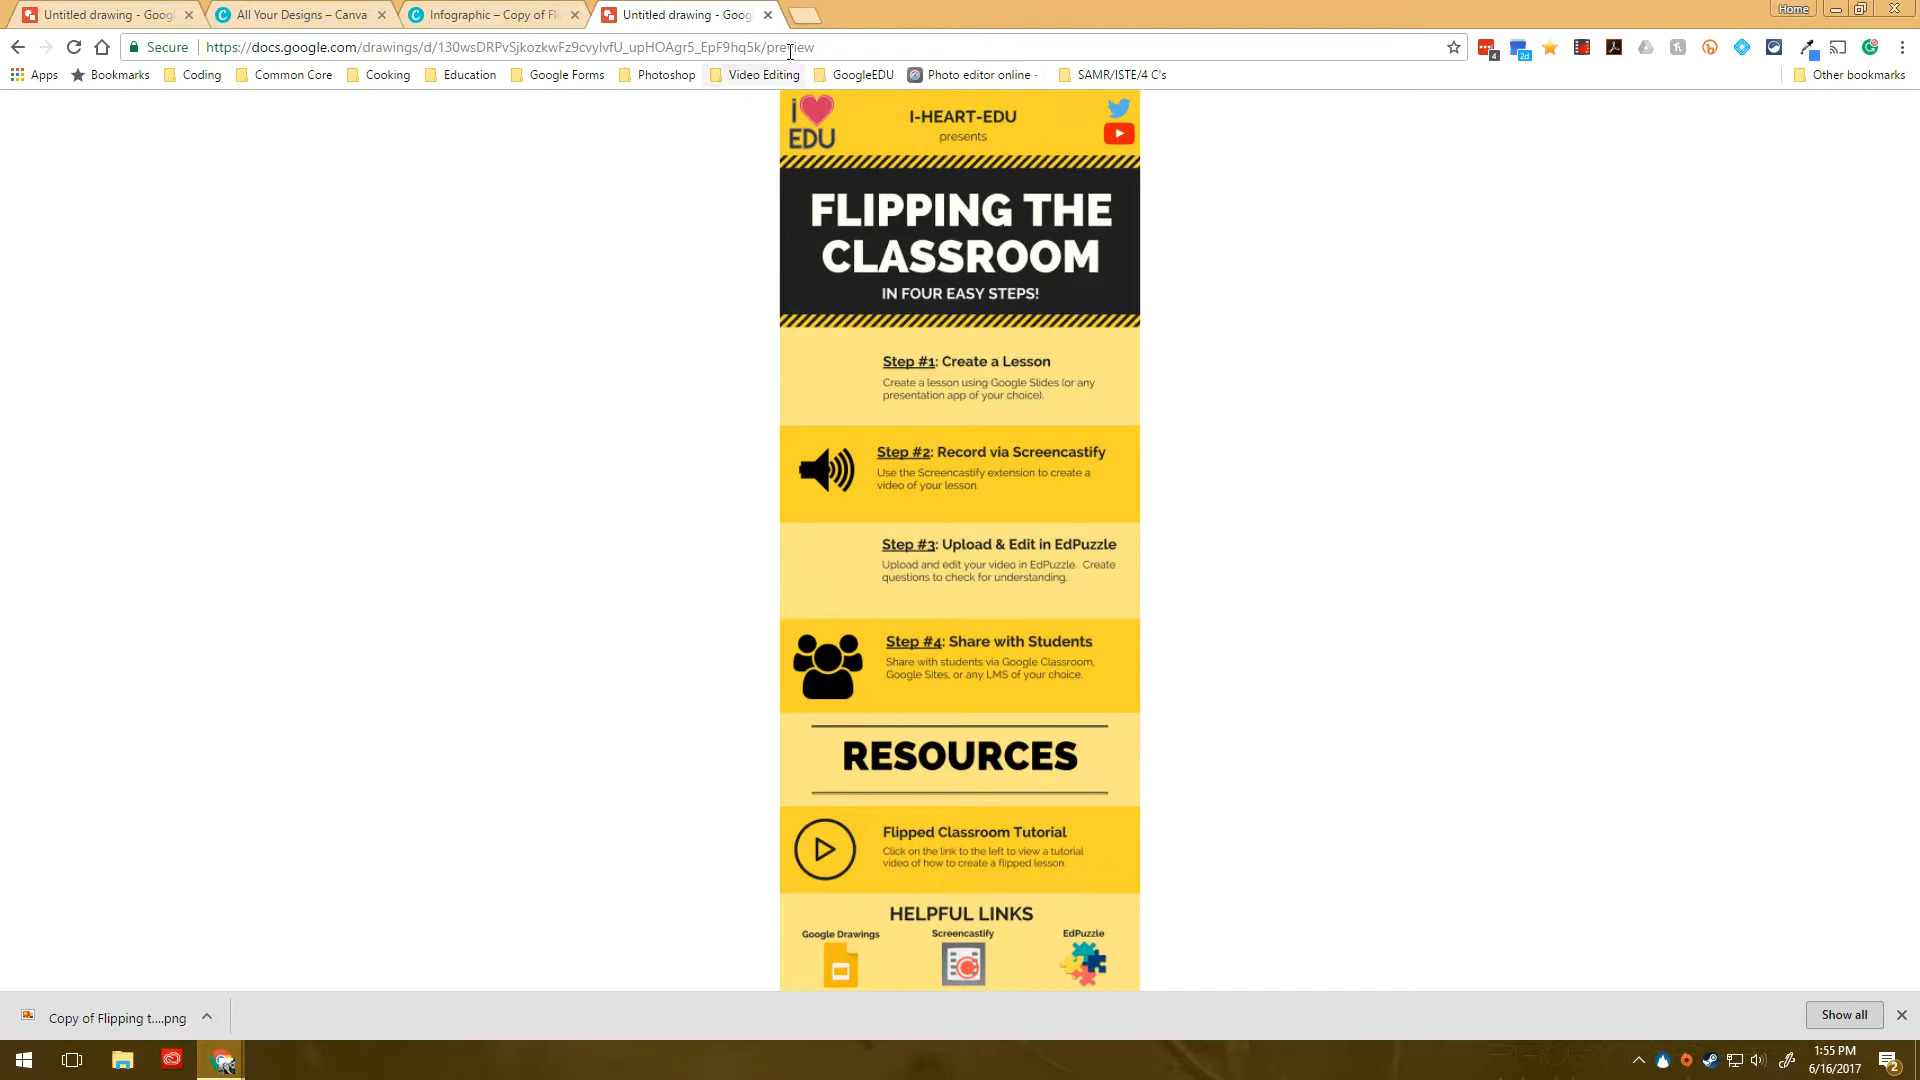 Untitled drawing - Goog
All Your Designs – Canva
Infographic – Copy of Fl
Untitled drawing - Goog
Home
Secure
https://docs.google.com/drawings/d/130wsDRPvSjkozkwFz9cvylvfU_upHOAgr5_EpF9hq5k/preview
4
2d
Apps
Bookmarks
Coding
Common Core
Cooking
Education
Google Forms
Photoshop
Video Editing
GoogleEDU
Photo editor online -
SAMR/ISTE/4 C's
Other bookmarks
i
EDU
I-HEART-EDU
presents
FLIPPING THE
CLASSROOM
IN FOUR EASY STEPS!
Step #1: Create a Lesson
Create a lesson using Google Slides (or any
presentation app of your choice).
Step #2: Record via Screencastify
Use the Screencastify extension to create a
video of your lesson.
Step #3: Upload & Edit in EdPuzzle
Upload and edit your video in EdPuzzle. Create
questions to check for understanding.
Step #4: Share with Students
Share with students via Google Classroom,
Google Sites, or any LMS of your choice.
RESOURCES
Flipped Classroom Tutorial
Click on the link to the left to view a tutorial
video of how to create a flipped lesson.
HELPFUL LINKS
Google Drawings
Screencastify
EdPuzzle
Copy of Flipping t....png
Show all
1:55 PM
6/16/2017
2